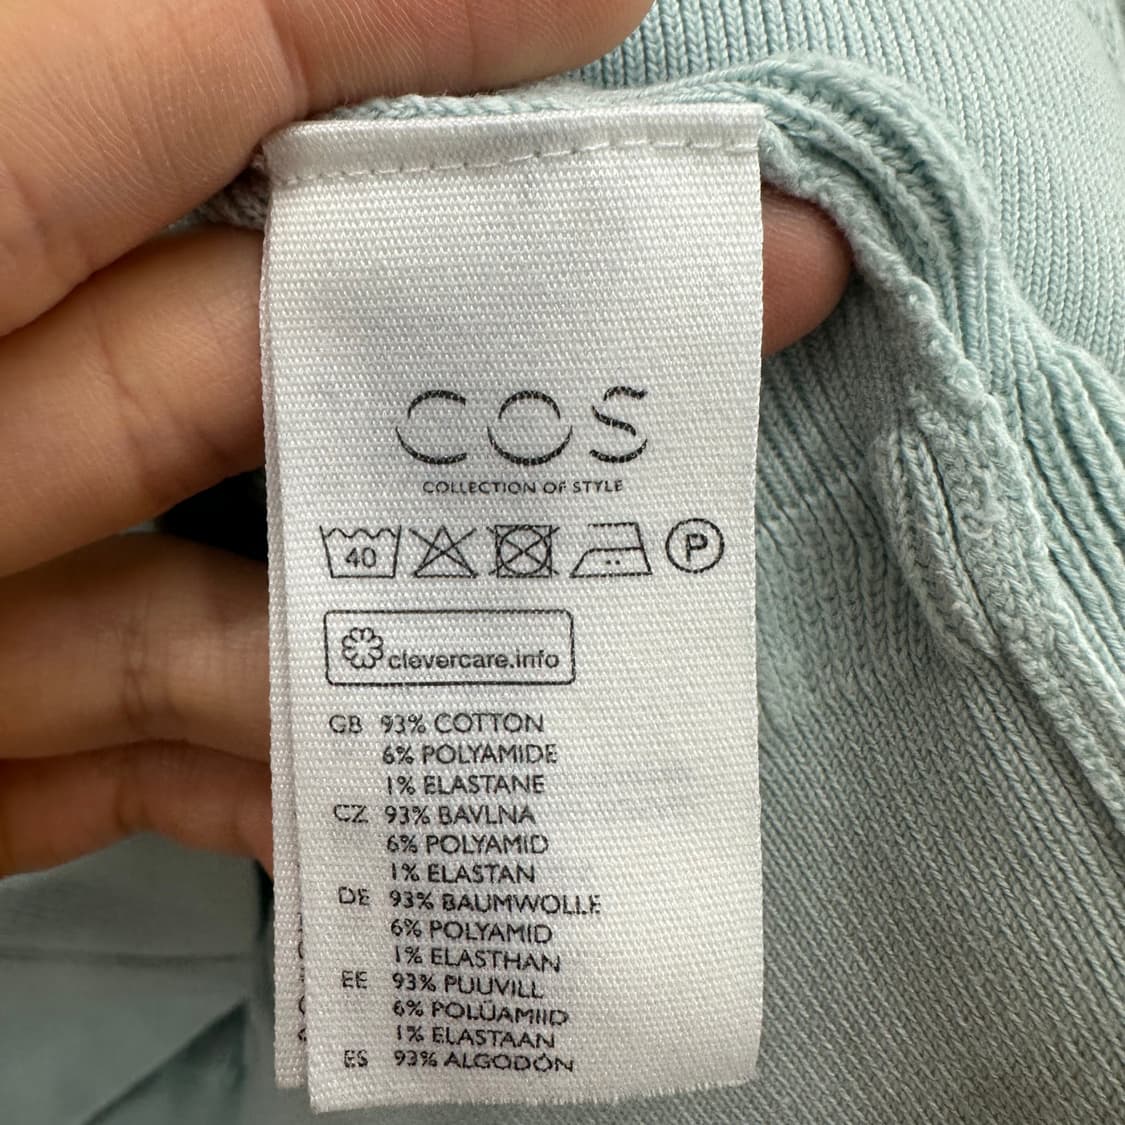 COS
COLLECTION OF STYLE
40 P
clevercare.info
GB 93% COTTON
6% POLYAMIDE
1% ELASTANE
CZ 93% BAVLNA
6% POLYAMID
1% ELASTAN
DE 93% BAUMWOLLE
6% POLYAMID
1% ELASTHAN
EE 93% PUUVILL
6% POLÜAMIID
1% ELASTAAN
ES 93% ALGODÓN